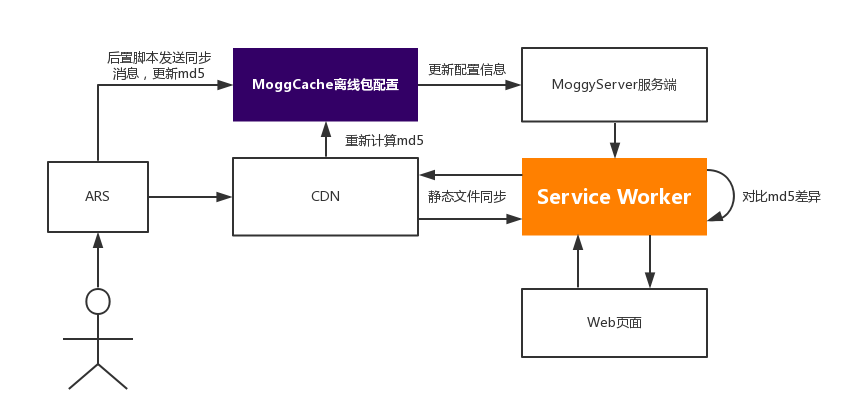 后置脚本发送同步
消息，更新md5
MoggCache离线包配置
更新配置信息
MoggyServer服务端
重新计算md5
ARS
CDN
静态文件同步
Service Worker
对比md5差异
Web页面